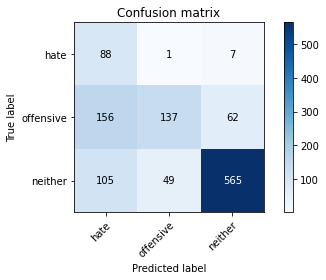 Confusion matrix
hate 88 1 7
offensive 156 137 62
neither 105 49 565
True label
hate offensive neither
Predicted label
500
400
300
200
100